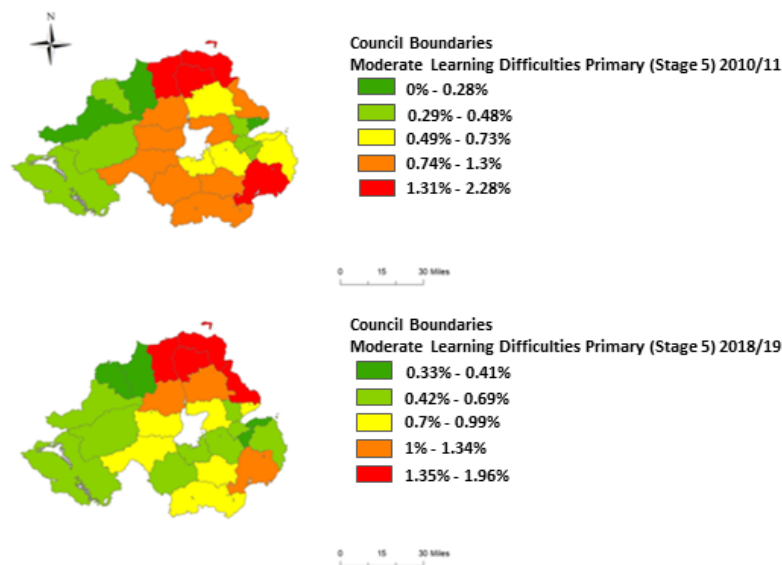 N
Council Boundaries
Moderate Learning Difficulties Primary (Stage 5) 2010/11
0% - 0.28%
0.29% - 0.48%
0.49% - 0.73%
0.74% - 1.3%
1.31% - 2.28%
0 15 30 Miles
Council Boundaries
Moderate Learning Difficulties Primary (Stage 5) 2018/19
0.33% - 0.41%
0.42% - 0.69%
0.7% - 0.99%
1% - 1.34%
1.35% - 1.96%
0 15 30 Miles